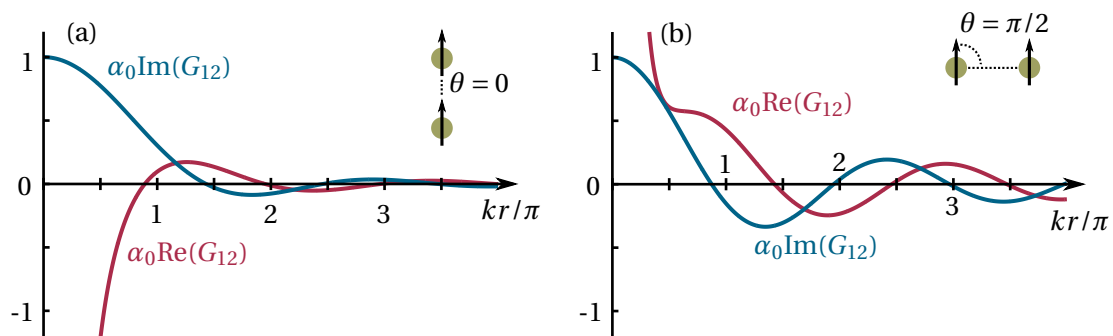 (a)
1
α₀Im(G₁₂)
θ = 0
0
1
2
3
kr/π
α₀Re(G₁₂)
-1
(b)
θ = π/2
1
α₀Re(G₁₂)
1
2
0
3
kr/π
α₀Im(G₁₂)
-1